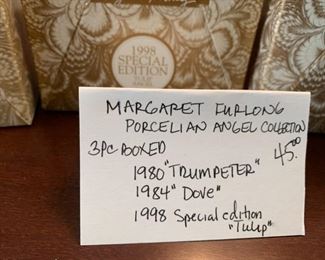 1998
SPECIAL
EDITION
MARGARET FURLONG
PORCELIAN ANGEL COLLECTION
3PC BOXED 45.00
1980 "TRUMPETER"
1984 "DOVE"
1998 Special edition
"Tulip"